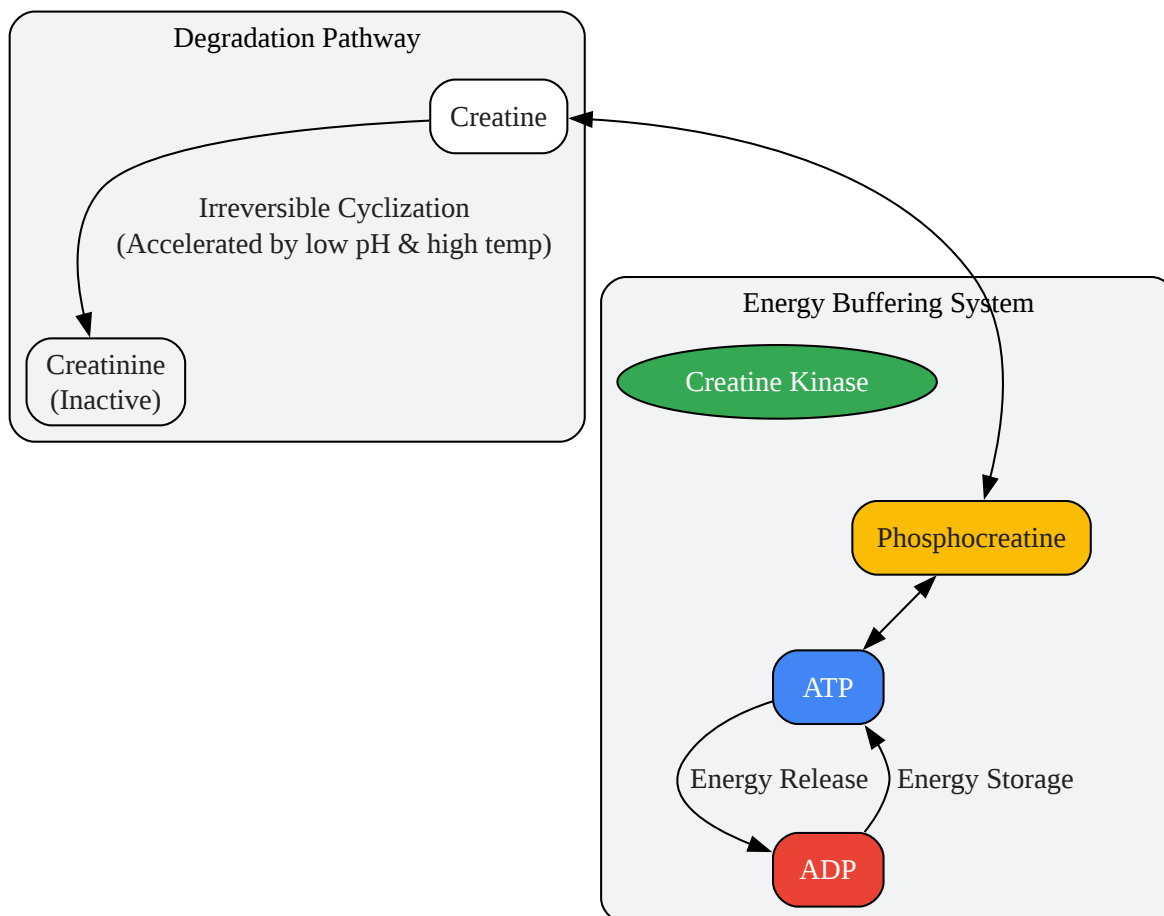 Degradation Pathway
Creatine
Irreversible Cyclization
(Accelerated by low pH & high temp)
Creatinine
(Inactive)
Energy Buffering System
Creatine Kinase
Phosphocreatine
ATP
Energy Release
Energy Storage
ADP